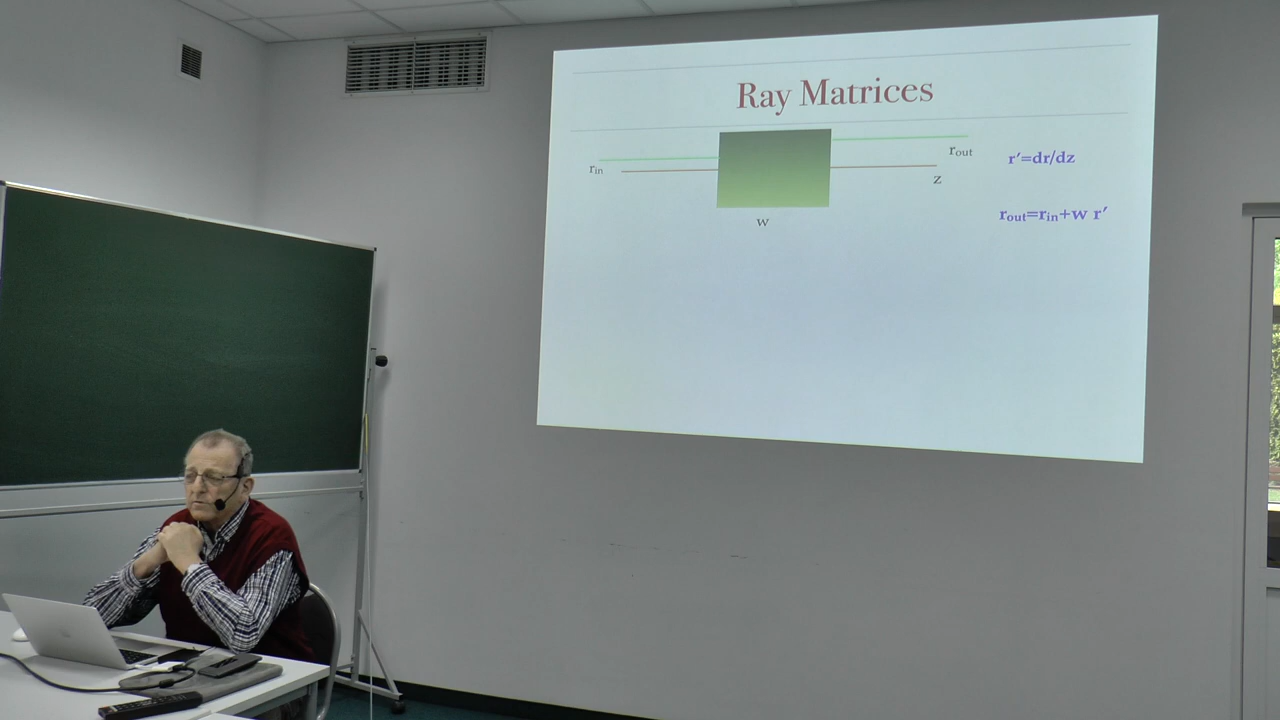 Ray Matrices
rin
rout
z
w
r′=dr/dz
rout=rin+w r′